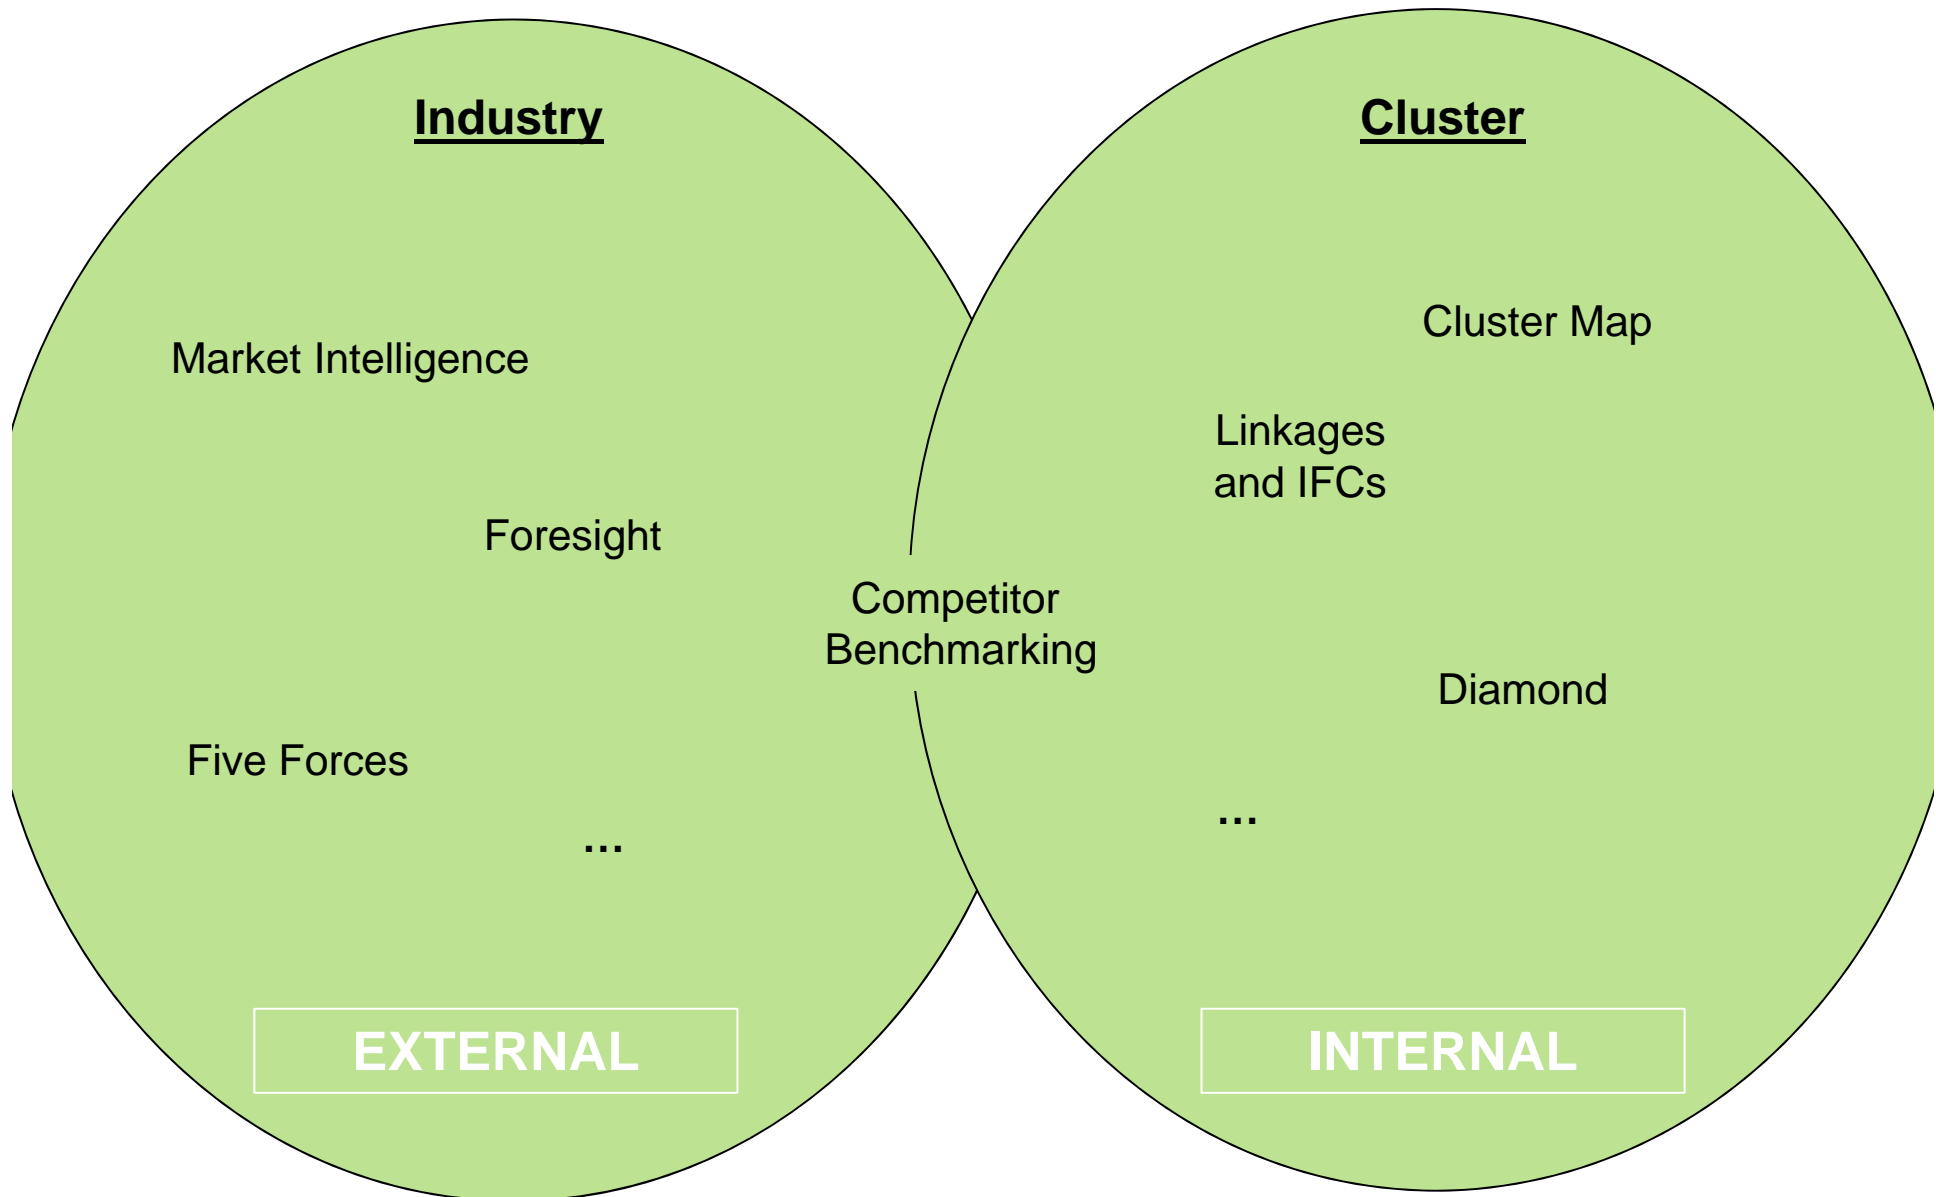 Industry
Market Intelligence
Foresight
Five Forces
...
EXTERNAL
Competitor
Benchmarking
Cluster
Cluster Map
Linkages
and IFCs
Diamond
...
INTERNAL